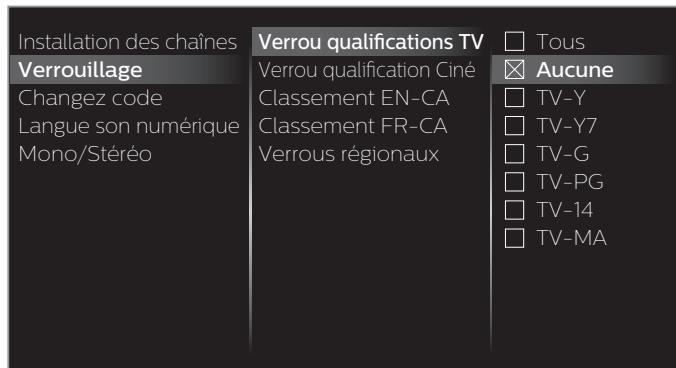 Installation des chaînes
Verrouillage
Changez code
Langue son numérique
Mono/Stéréo
Verrou qualifications TV
Verrou qualification Ciné
Classement EN-CA
Classement FR-CA
Verrous régionaux
Tous
Aucune
TV-Y
TV-Y7
TV-G
TV-PG
TV-14
TV-MA